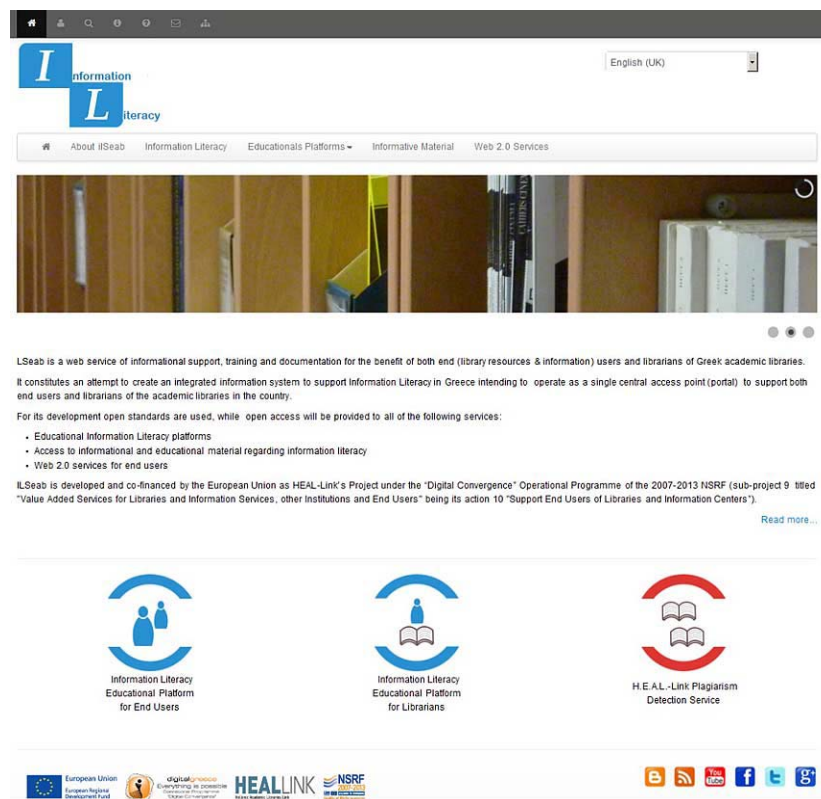 Information
Literacy
English (UK)
About ilSeab Information Literacy Educationals Platforms Informative Material Web 2.0 Services
LSeab is a web service of informational support, training and documentation for the benefit of both end (library resources & information) users and librarians of Greek academic libraries.
It constitutes an attempt to create an integrated information system to support Information Literacy in Greece intending to operate as a single central access point (portal) to support both
end users and librarians of the academic libraries in the country.
For its development open standards are used, while open access will be provided to all of the following services:
• Educational Information Literacy platforms
• Access to informational and educational material regarding information literacy
• Web 2.0 services for end users
ILSeab is developed and co-financed by the European Union as HEAL-Link's Project under the "Digital Convergence" Operational Programme of the 2007-2013 NSRF (sub-project 9 titled
"Value Added Services for Libraries and Information Services, other Institutions and End Users" being its action 10 "Support End Users of Libraries and Information Centers").
Read more...
Information Literacy
Educational Platform
for End Users
Information Literacy
Educational Platform
for Librarians
H.E.A.L.-Link Plagiarism
Detection Service
European Union
European Regional
Development Fund
digitalgreece
Everything is possible
HEALLINK
NSRF
2007-2013
You
Tube